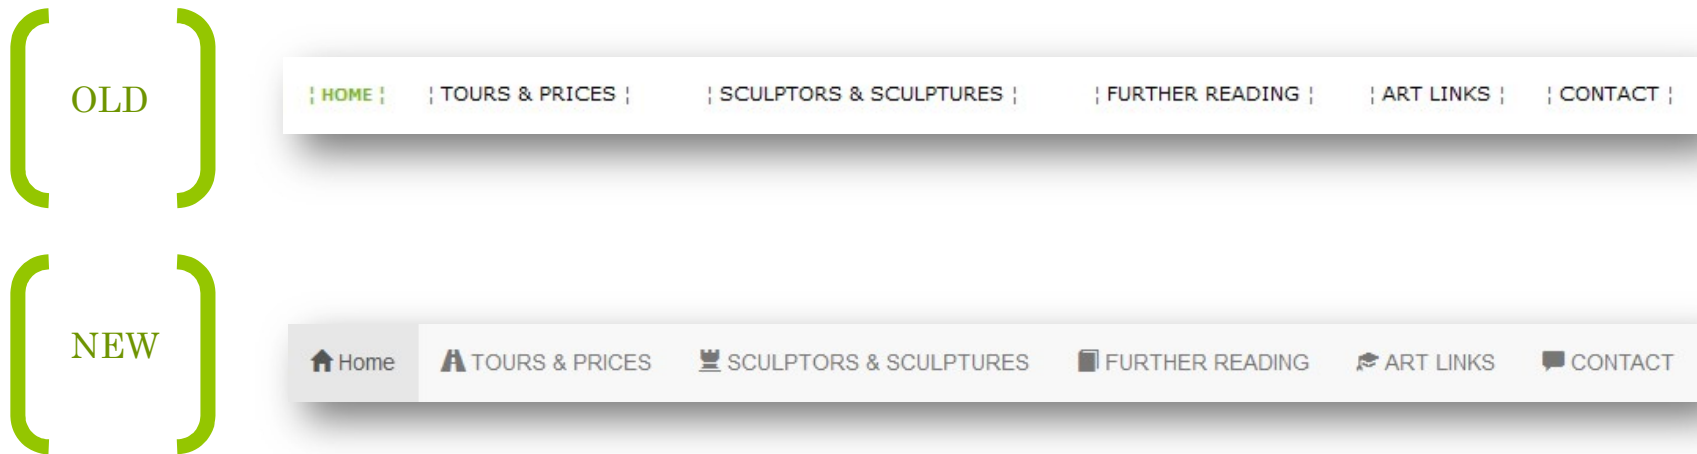 OLD
¦ HOME ¦ ¦ TOURS & PRICES ¦ ¦ SCULPTORS & SCULPTURES ¦ ¦ FURTHER READING ¦ ¦ ART LINKS ¦ ¦ CONTACT ¦
NEW
Home TOURS & PRICES SCULPTORS & SCULPTURES FURTHER READING ART LINKS CONTACT